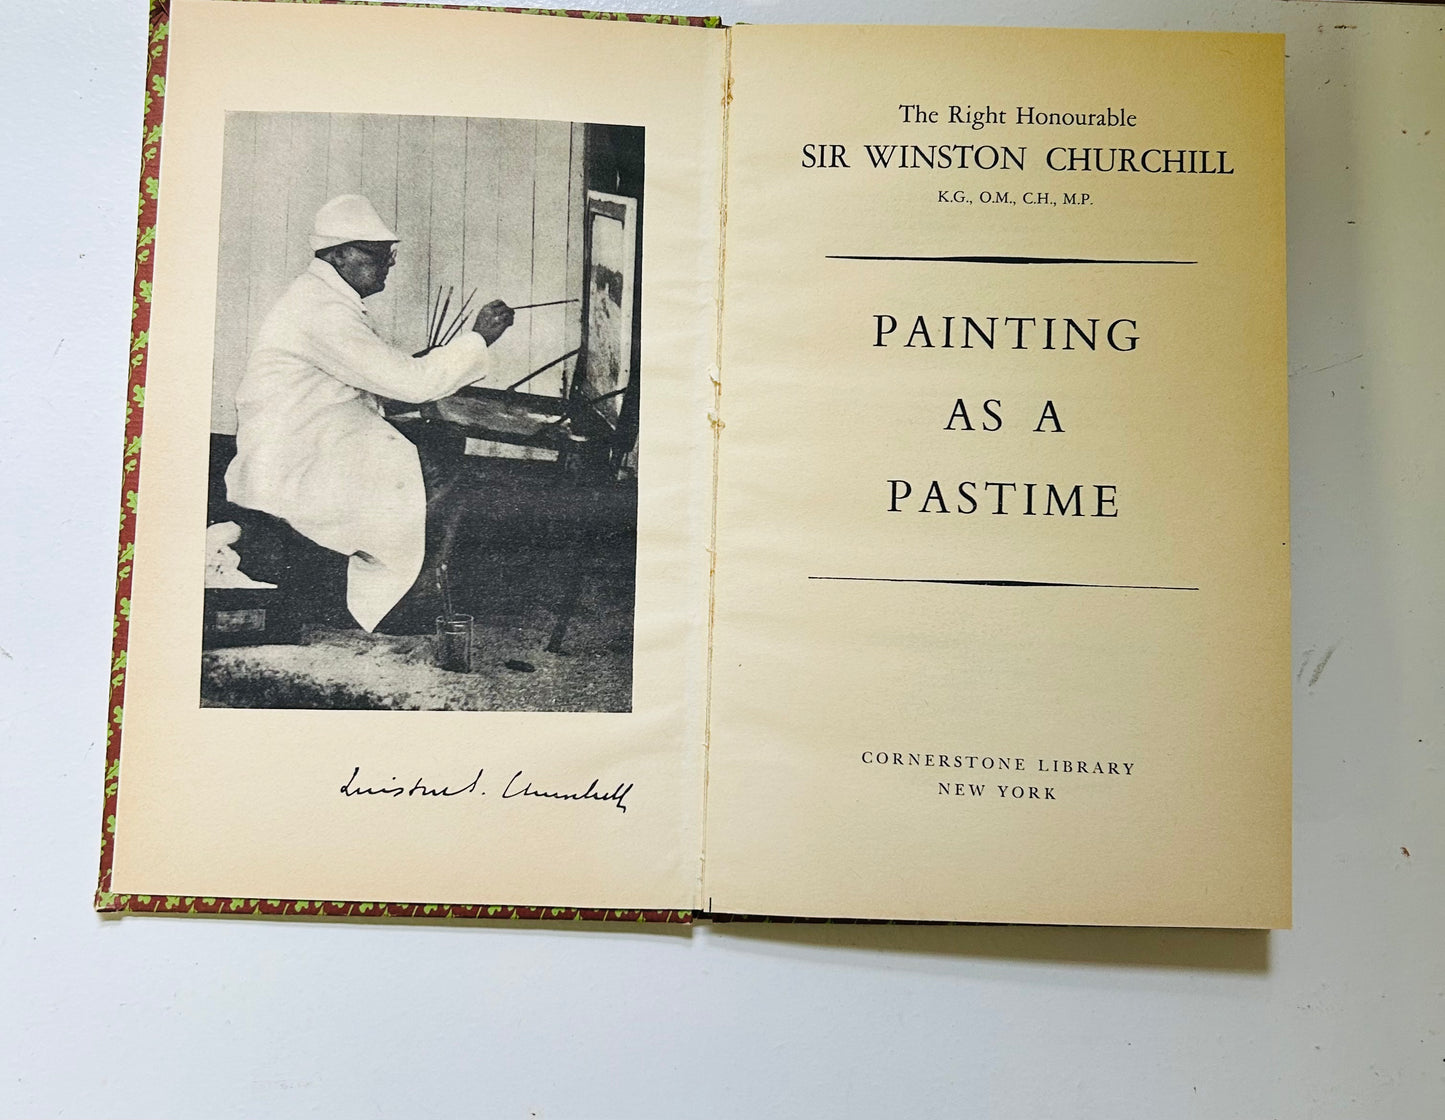 Winston S. Churchill
The Right Honourable
SIR WINSTON CHURCHILL
K.G., O.M., C.H., M.P.
PAINTING
AS A
PASTIME
CORNERSTONE LIBRARY
NEW YORK